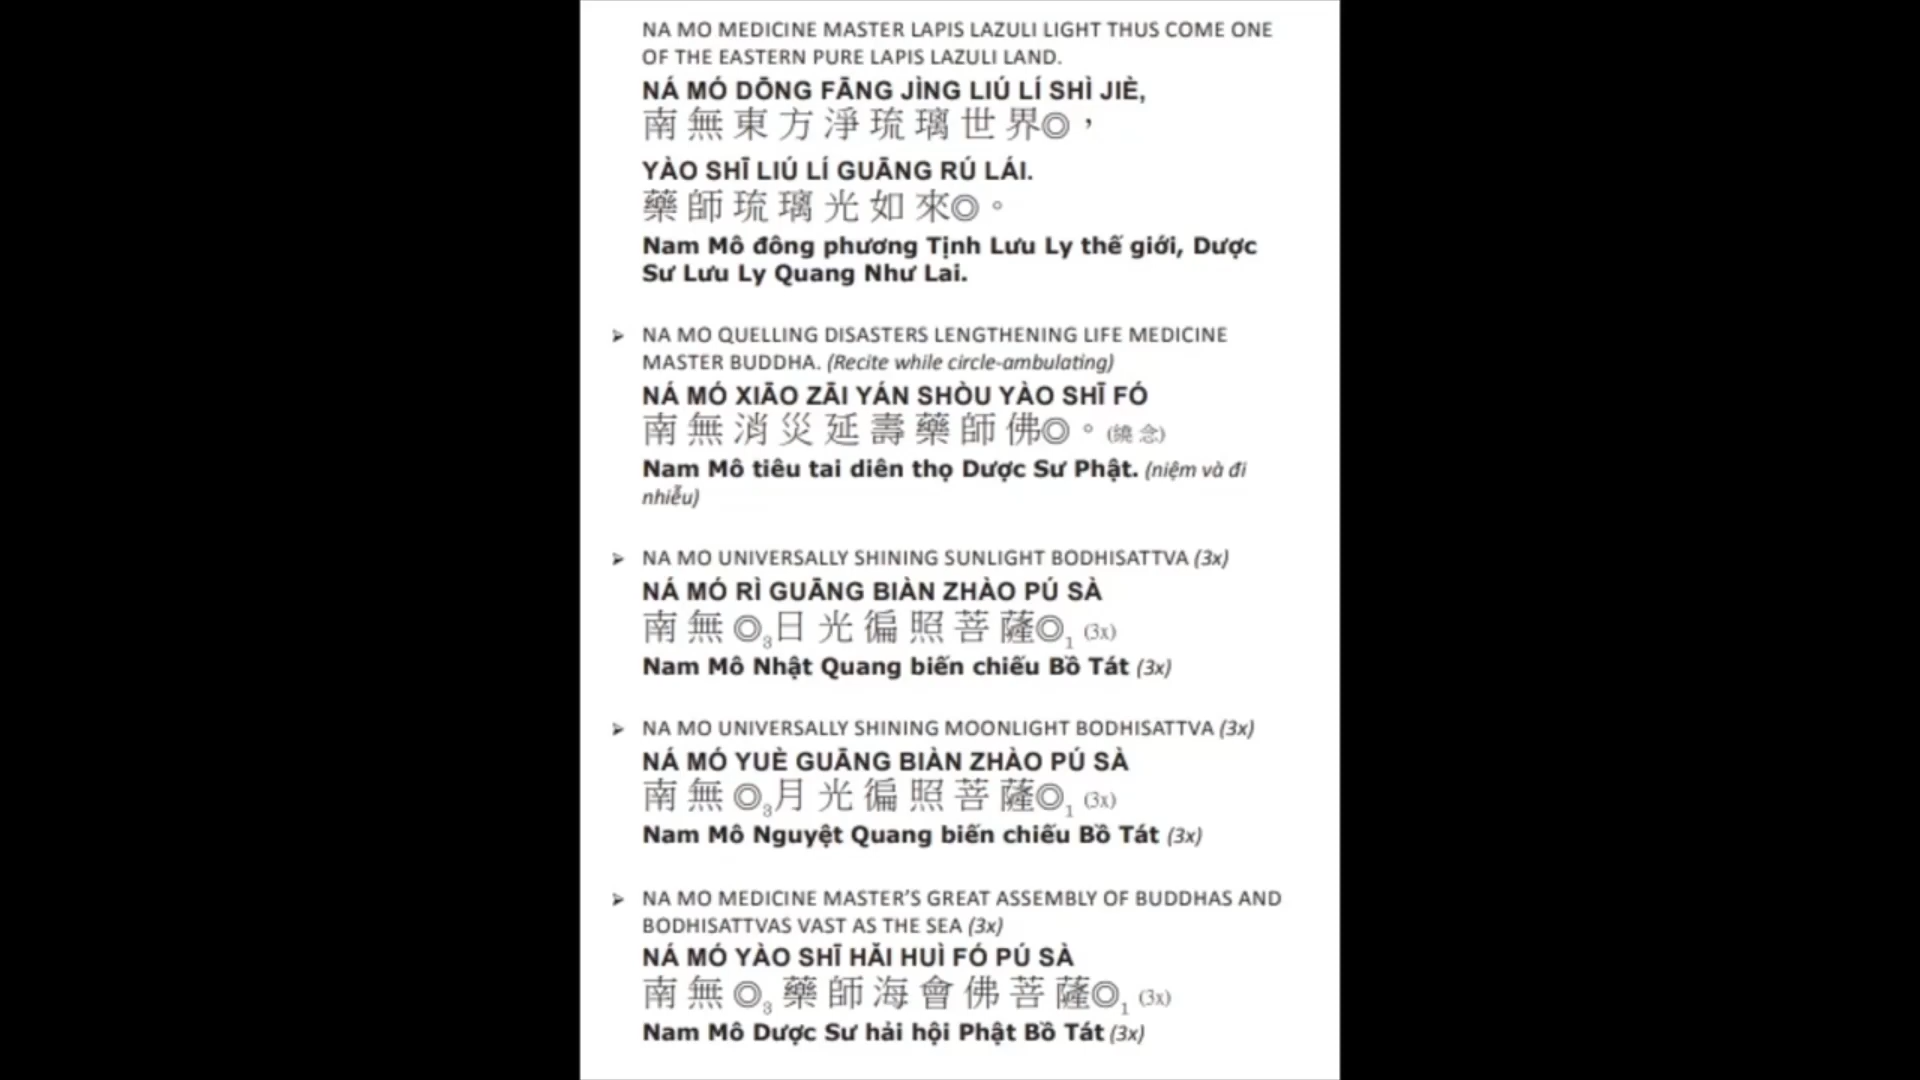 NA MO MEDICINE MASTER LAPIS LAZULI LIGHT THUS COME ONE
OF THE EASTERN PURE LAPIS LAZULI LAND.
NÁ MÓ DŌNG FĀNG JÌNG LIÚ LÍ SHÌ JIÈ,
南無東方淨琉璃世界◎，
YÀO SHĪ LIÚ LÍ GUĀNG RÚ LÁI.
藥師琉璃光如來◎。
Nam Mô đông phương Tịnh Lưu Ly thế giới, Dược
Sư Lưu Ly Quang Như Lai.
➢ NA MO QUELLING DISASTERS LENGTHENING LIFE MEDICINE
MASTER BUDDHA. (Recite while circle-ambulating)
NÁ MÓ XIĀO ZĀI YÁN SHÒU YÀO SHĪ FÓ
南無消災延壽藥師佛◎。(繞念)
Nam Mô tiêu tai diên thọ Dược Sư Phật. (niệm và đi
nhiễu)
➢ NA MO UNIVERSALLY SHINING SUNLIGHT BODHISATTVA (3x)
NÁ MÓ RÌ GUĀNG BIÀN ZHÀO PÚ SÀ
南無◎3日光徧照菩薩◎1 (3x)
Nam Mô Nhật Quang biến chiếu Bồ Tát (3x)
➢ NA MO UNIVERSALLY SHINING MOONLIGHT BODHISATTVA (3x)
NÁ MÓ YUÈ GUĀNG BIÀN ZHÀO PÚ SÀ
南無◎3月光徧照菩薩◎1 (3x)
Nam Mô Nguyệt Quang biến chiếu Bồ Tát (3x)
➢ NA MO MEDICINE MASTER’S GREAT ASSEMBLY OF BUDDHAS AND
BODHISATTVAS VAST AS THE SEA (3x)
NÁ MÓ YÀO SHĪ HǍI HUÌ FÓ PÚ SÀ
南無◎3藥師海會佛菩薩◎1 (3x)
Nam Mô Dược Sư hải hội Phật Bồ Tát (3x)